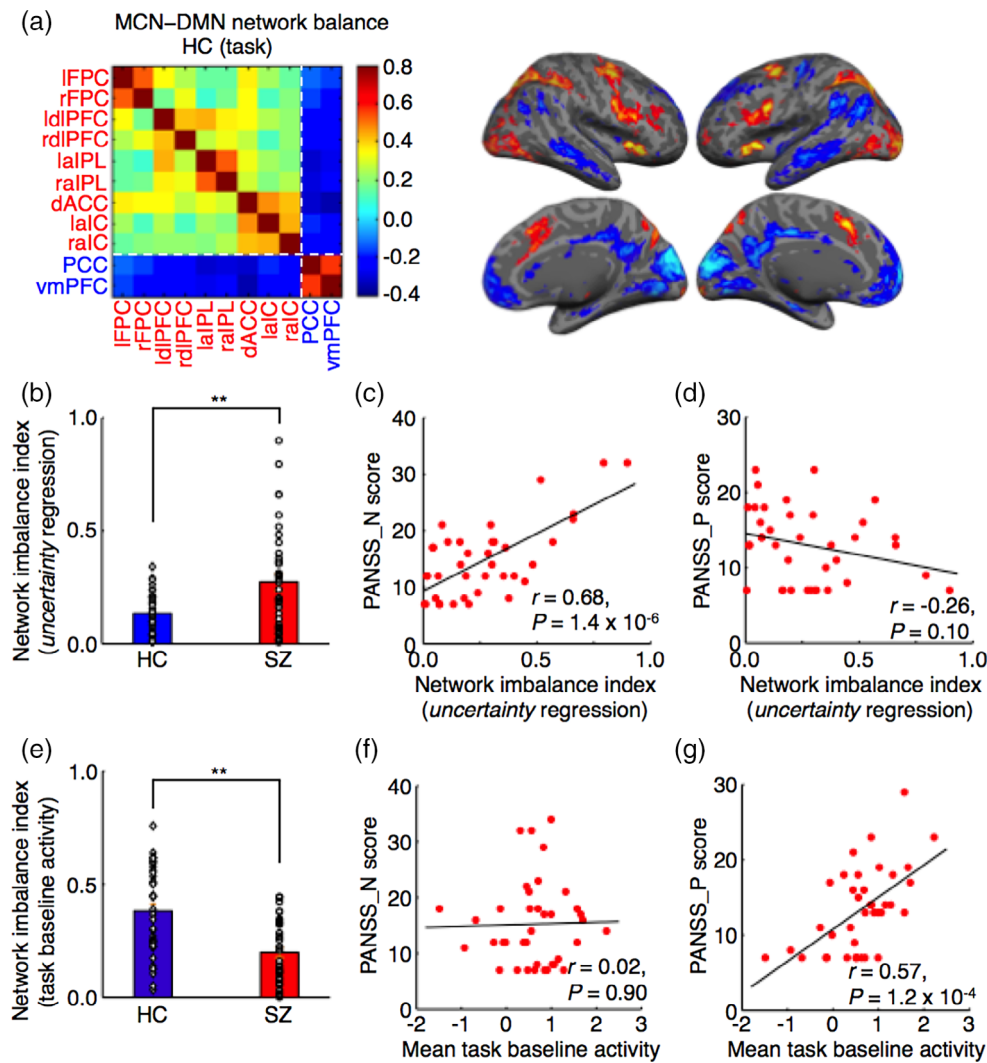 (a)
MCN–DMN network balance
HC (task)
lFPC
rFPC
ldlPFC
rdlPFC
laIPL
raIPL
dACC
laIC
raIC
PCC
vmPFC
0.8
0.6
0.4
0.2
0.0
-0.2
-0.4
lFPC
rFPC
ldlPFC
rdlPFC
laIPL
raIPL
dACC
laIC
raIC
PCC
vmPFC
(b)
Network imbalance index
(uncertainty regression)
1.0
0.5
0.0
**
HC
SZ
(c)
PANSS_N score
40
30
20
10
0
r = 0.68,
P = 1.4 x 10⁻⁶
0.0
0.5
1.0
Network imbalance index
(uncertainty regression)
(d)
PANSS_P score
30
20
10
0
r = -0.26,
P = 0.10
0.0
0.5
1.0
Network imbalance index
(uncertainty regression)
(e)
Network imbalance index
(task baseline activity)
1.0
0.5
0.0
**
HC
SZ
(f)
PANSS_N score
40
30
20
10
0
r = 0.02,
P = 0.90
-2
-1
0
1
2
3
Mean task baseline activity
(g)
PANSS_P score
30
20
10
0
r = 0.57,
P = 1.2 x 10⁻⁴
-2
-1
0
1
2
3
Mean task baseline activity